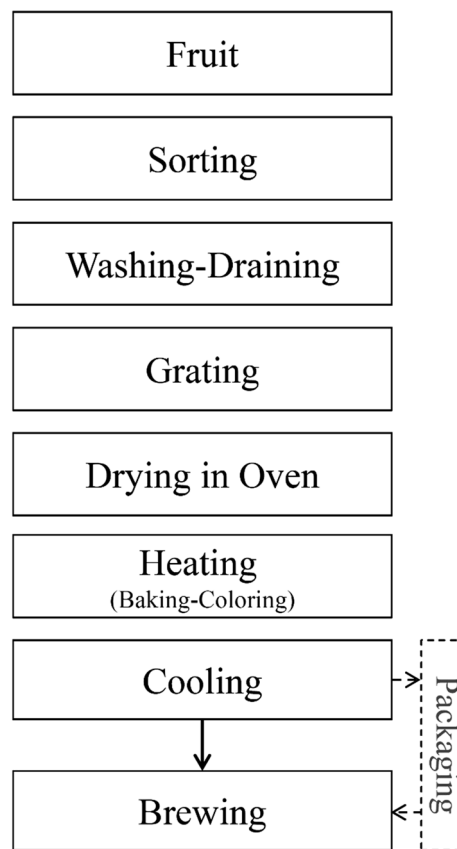 Fruit
Sorting
Washing-Draining
Grating
Drying in Oven
Heating
(Baking-Coloring)
Cooling
Packaging
Brewing